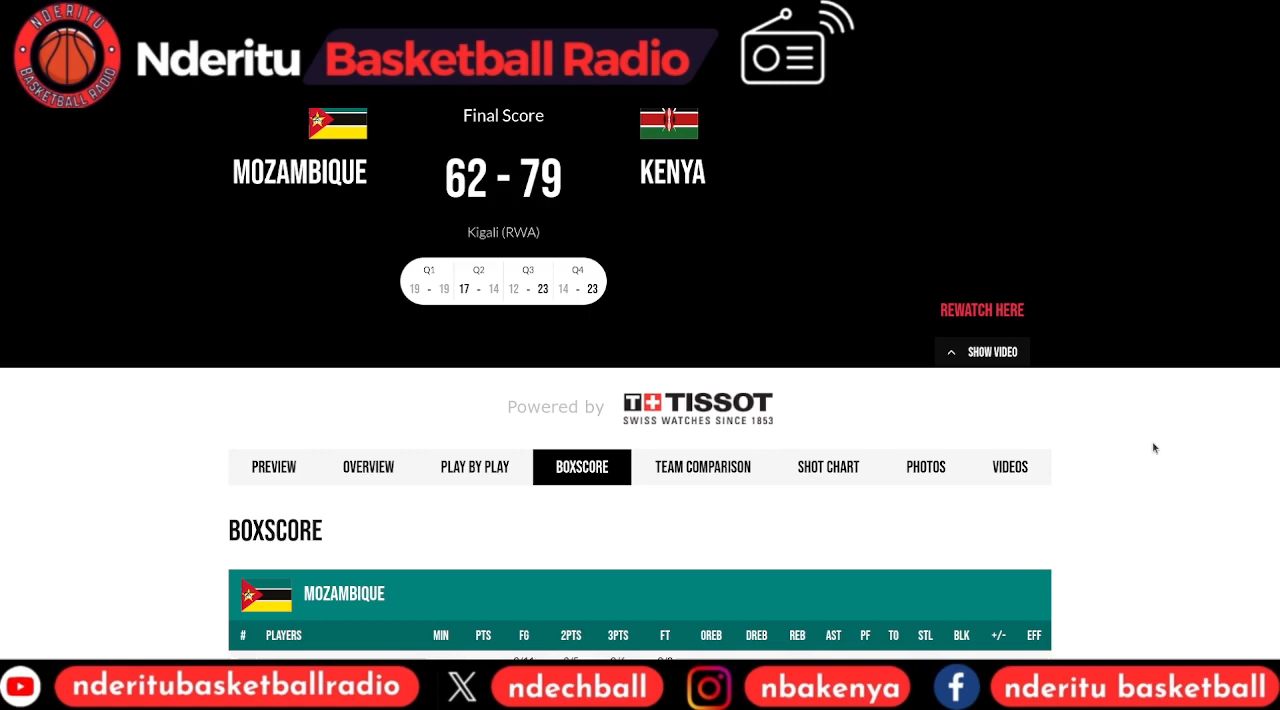 NDERITU
BASKETBALL RADIO
Nderitu Basketball Radio
Final Score
MOZAMBIQUE
62 - 79
KENYA
Kigali (RWA)
Q1 Q2 Q3 Q4
19 - 19 17 - 14 12 - 23 14 - 23
REWATCH HERE
SHOW VIDEO
Powered by TISSOT
SWISS WATCHES SINCE 1853
PREVIEW OVERVIEW PLAY BY PLAY BOXSCORE TEAM COMPARISON SHOT CHART PHOTOS VIDEOS
BOXSCORE
MOZAMBIQUE
# PLAYERS MIN PTS FG 2PTS 3PTS FT OREB DREB REB AST PF TO STL BLK +/- EFF
nderitubasketballradio ndechball nbakenya nderitu basketball